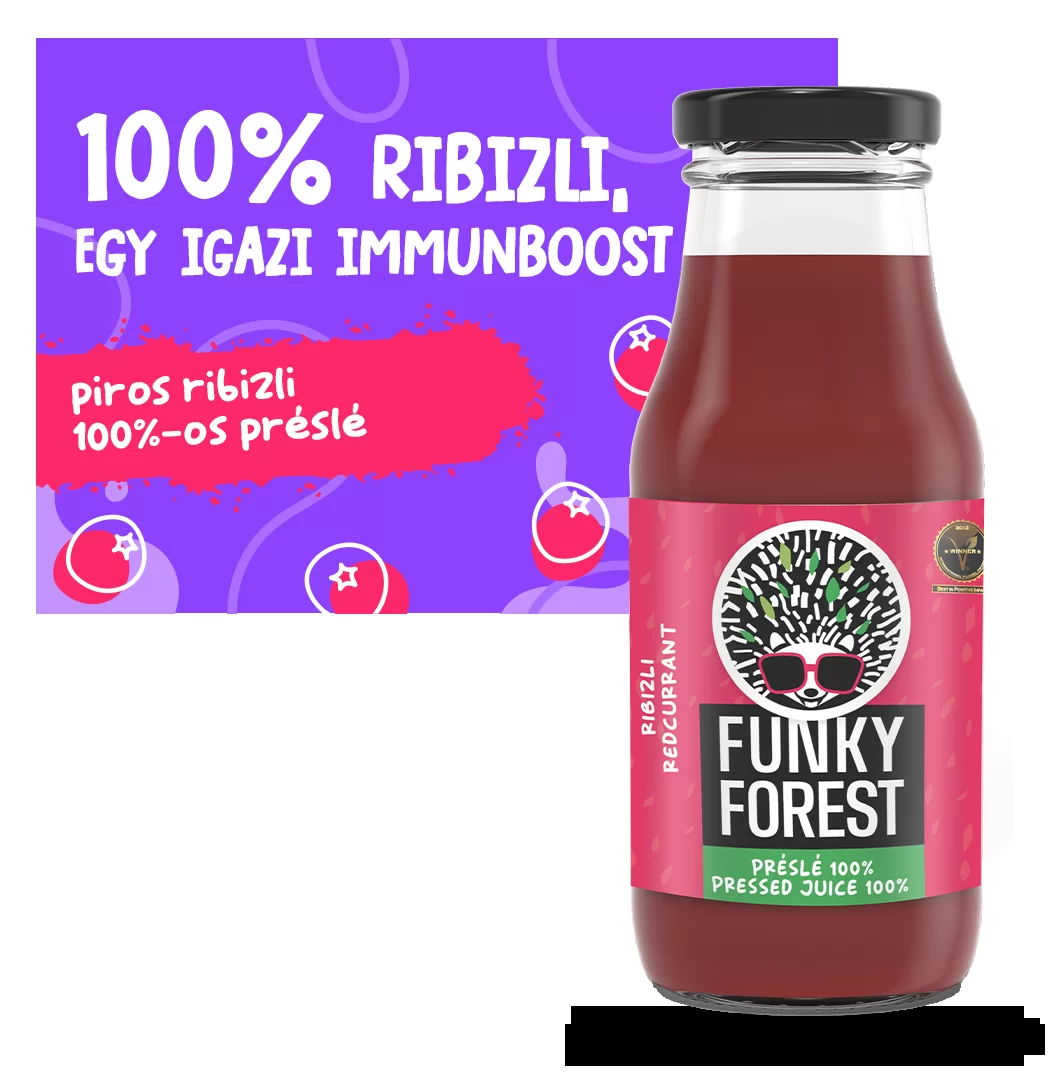 100% RIBIZLI,
EGY IGAZI IMMUNBOOST
piros ribizli
100%-os préslé
2022
WINNER
RIBIZLI
REDCURRANT
FUNKY
FOREST
PRÉSLÉ 100%
PRESSED JUICE 100%